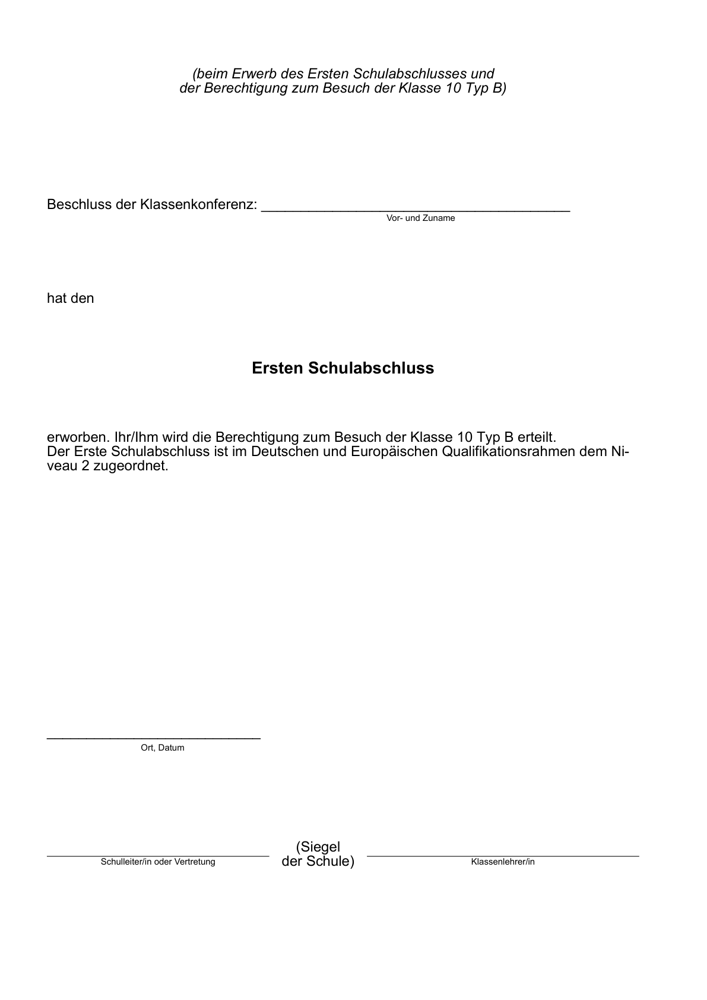 (beim Erwerb des Ersten Schulabschlusses und
der Berechtigung zum Besuch der Klasse 10 Typ B)
Beschluss der Klassenkonferenz: ________________________________________
Vor- und Zuname
hat den
Ersten Schulabschluss
erworben. Ihr/Ihm wird die Berechtigung zum Besuch der Klasse 10 Typ B erteilt.
Der Erste Schulabschluss ist im Deutschen und Europäischen Qualifikationsrahmen dem Ni-
veau 2 zugeordnet.
___________________________
Ort, Datum
(Siegel
der Schule)
Schulleiter/in oder Vertretung
Klassenlehrer/in